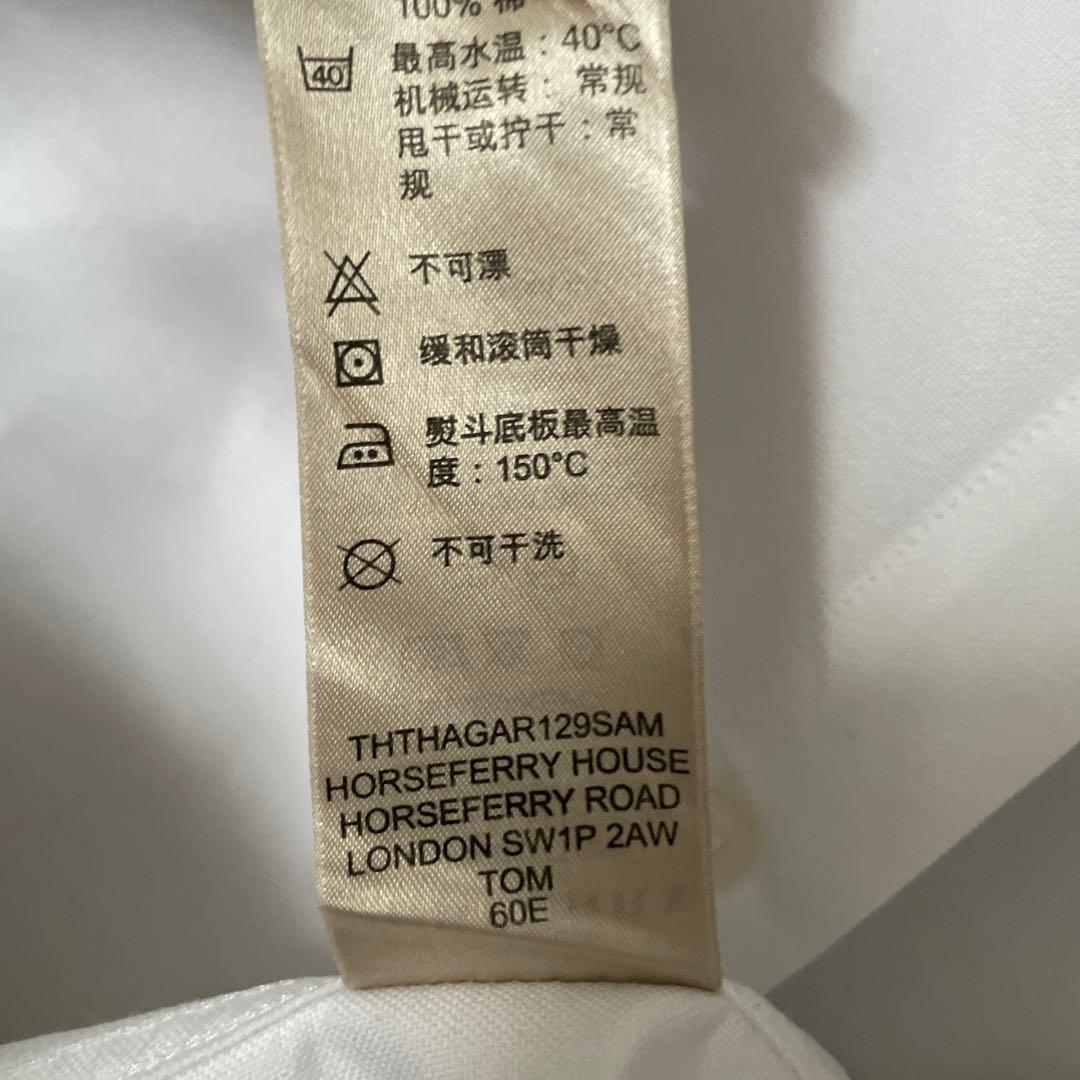 100% 棉
40
最高水温：40°C
机械运转： 常规
甩干或拧干：常
规
不可漂
缓和滚筒干燥
熨斗底板最高温
度：150°C
不可干洗
THTHAGAR129SAM
HORSEFERRY HOUSE
HORSEFERRY ROAD
LONDON SW1P 2AW
TOM
60E